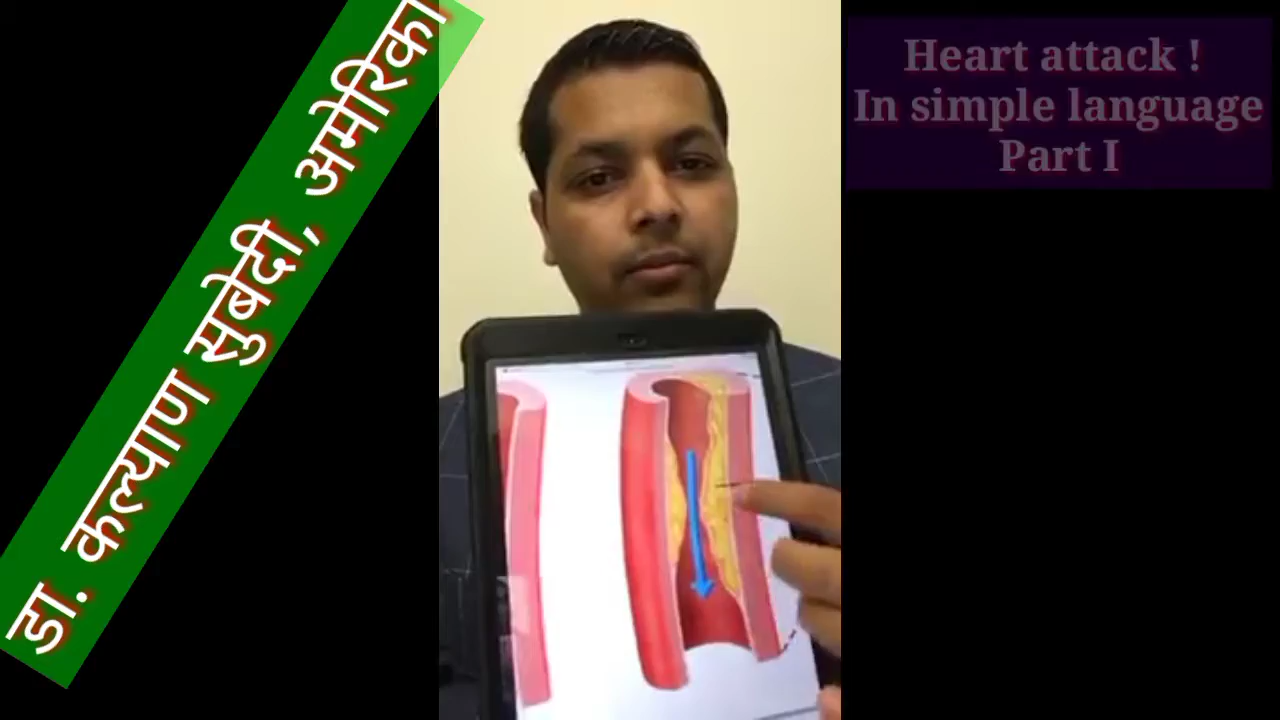 डा. कल्याण सुबेदी, अमेरिका
Heart attack !
In simple language
Part I